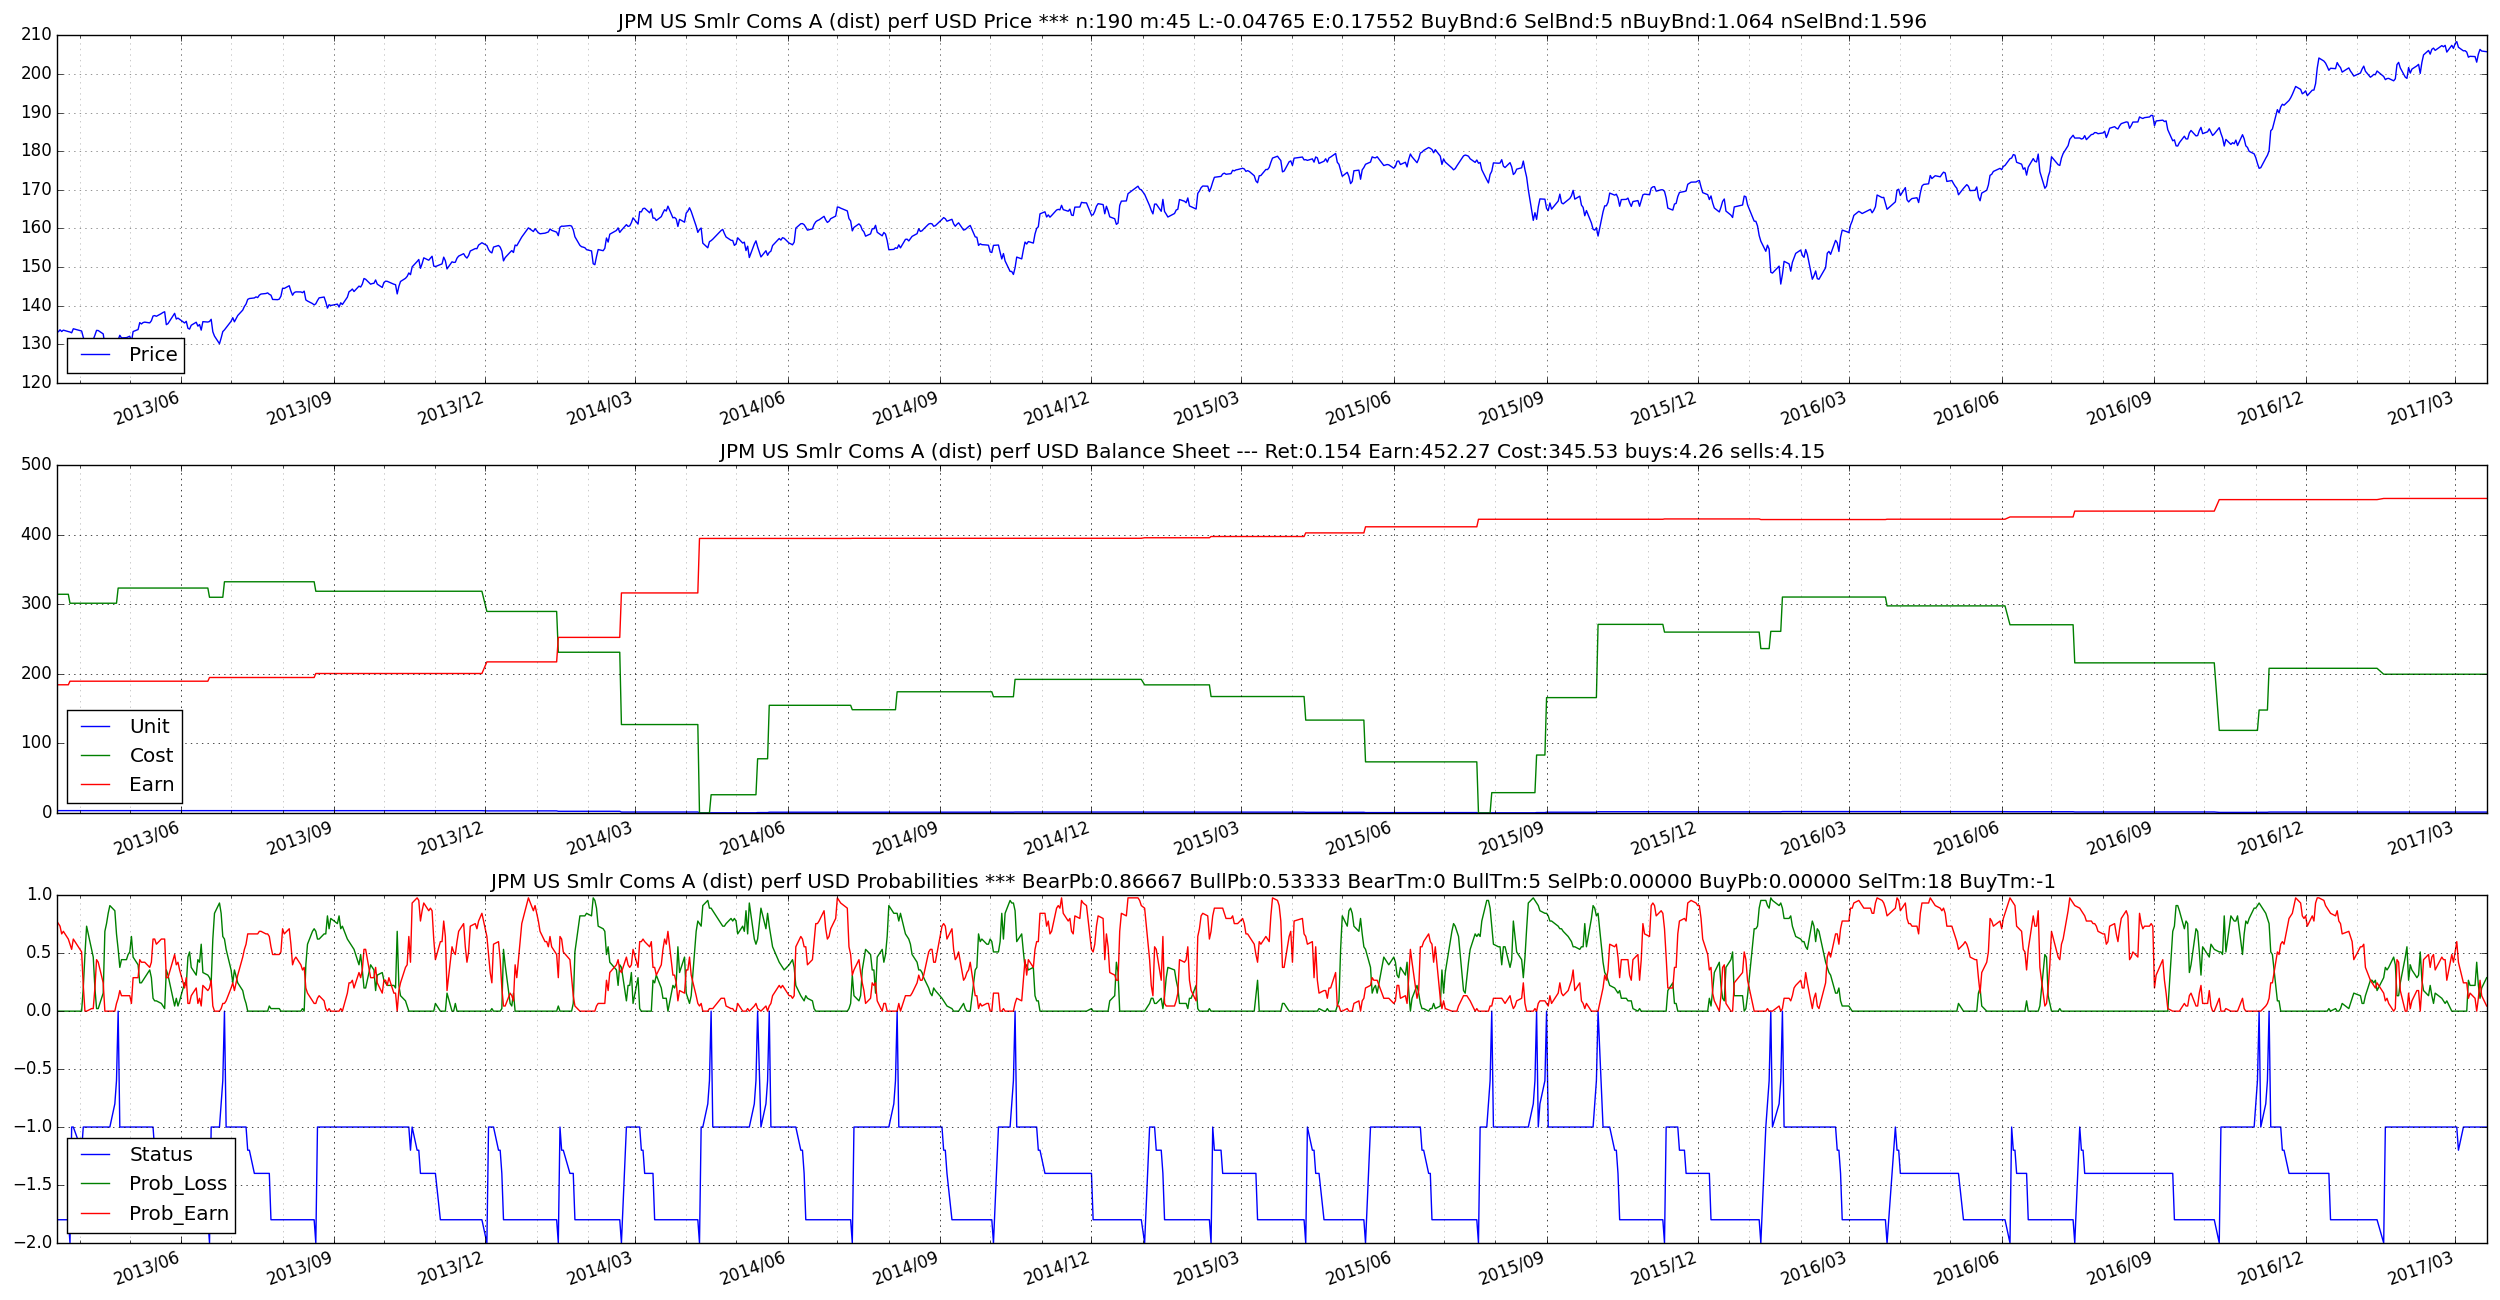 JPM US Smlr Coms A (dist) perf USD Price *** n:190 m:45 L:-0.04765 E:0.17552 BuyBnd:6 SelBnd:5 nBuyBnd:1.064 nSelBnd:1.596
210
200
190
180
170
160
150
140
130
120
Price
2013/06 2013/09 2013/12 2014/03 2014/06 2014/09 2014/12 2015/03 2015/06 2015/09 2015/12 2016/03 2016/06 2016/09 2016/12 2017/03
JPM US Smlr Coms A (dist) perf USD Balance Sheet --- Ret:0.154 Earn:452.27 Cost:345.53 buys:4.26 sells:4.15
500
400
300
200
100
0
Unit
Cost
Earn
2013/06 2013/09 2013/12 2014/03 2014/06 2014/09 2014/12 2015/03 2015/06 2015/09 2015/12 2016/03 2016/06 2016/09 2016/12 2017/03
JPM US Smlr Coms A (dist) perf USD Probabilities *** BearPb:0.86667 BullPb:0.53333 BearTm:0 BullTm:5 SelPb:0.00000 BuyPb:0.00000 SelTm:18 BuyTm:-1
1.0
0.5
0.0
−0.5
−1.0
−1.5
−2.0
Status
Prob_Loss
Prob_Earn
2013/06 2013/09 2013/12 2014/03 2014/06 2014/09 2014/12 2015/03 2015/06 2015/09 2015/12 2016/03 2016/06 2016/09 2016/12 2017/03